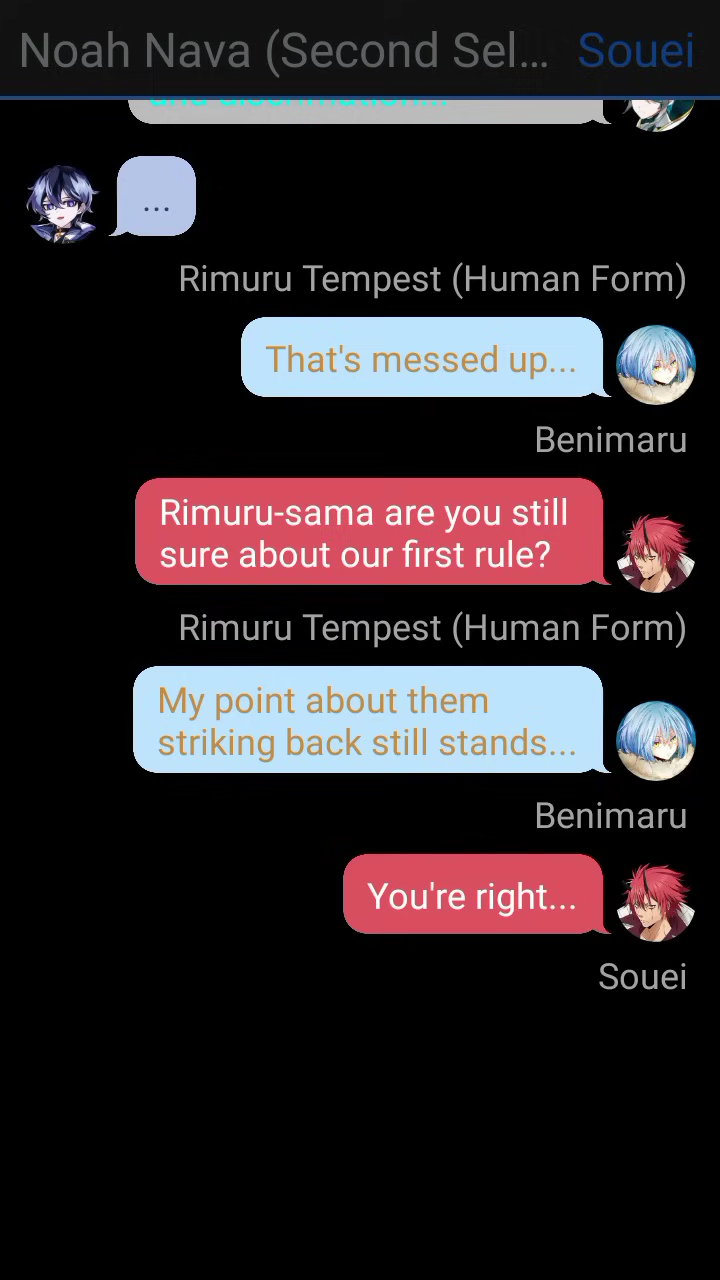 Noah Nava (Second Sel... Souei
and discrimation...
...
Rimuru Tempest (Human Form)
That's messed up...
Benimaru
Rimuru-sama are you still
sure about our first rule?
Rimuru Tempest (Human Form)
My point about them
striking back still stands...
Benimaru
You're right...
Souei